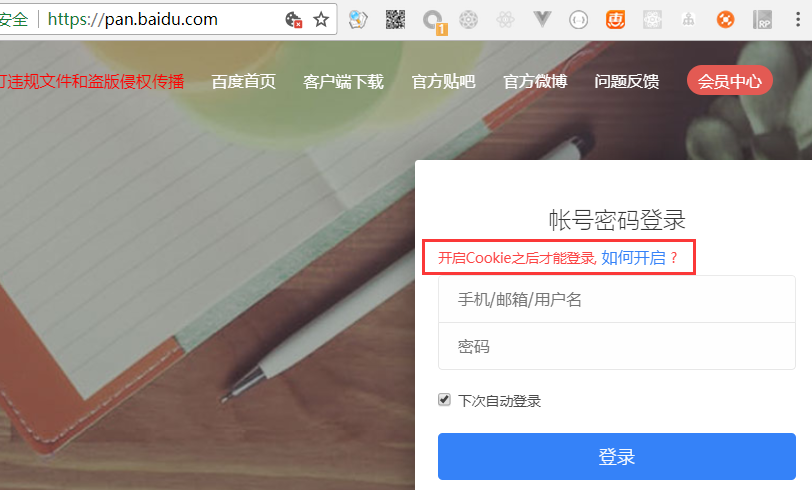 安全 https://pan.baidu.com
1
RP
违规文件和盗版侵权传播 百度首页 客户端下载 官方贴吧 官方微博 问题反馈 会员中心
帐号密码登录
开启Cookie之后才能登录, 如何开启?
手机/邮箱/用户名
密码
下次自动登录
登录